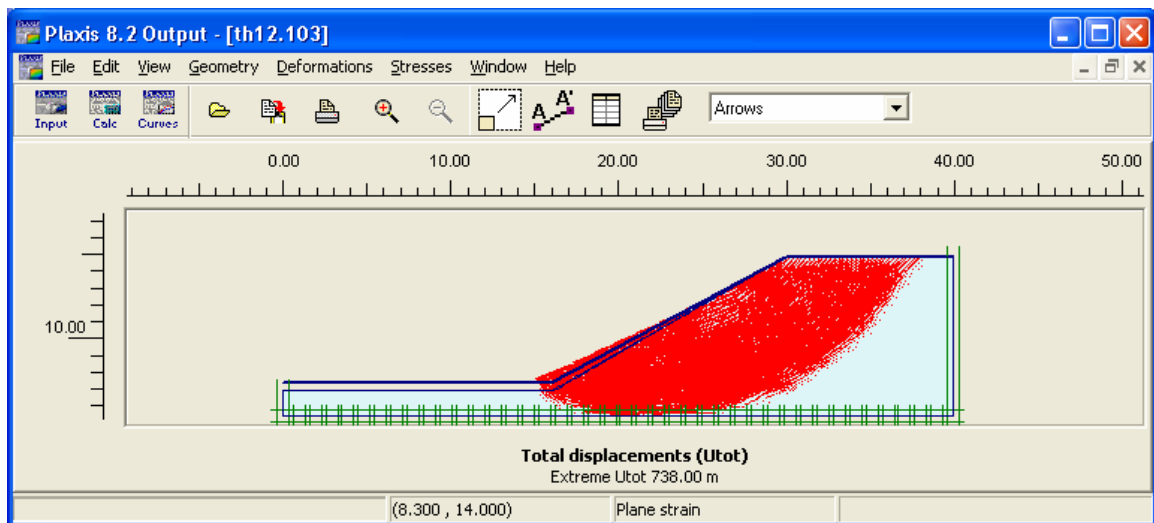 Plaxis 8.2 Output - [th12.103]
File Edit View Geometry Deformations Stresses Window Help
Input Calc Curves A A' Arrows
0.00 10.00 20.00 30.00 40.00 50.00
10.00
Total displacements (Utot)
Extreme Utot 738.00 m
(8.300 , 14.000) Plane strain